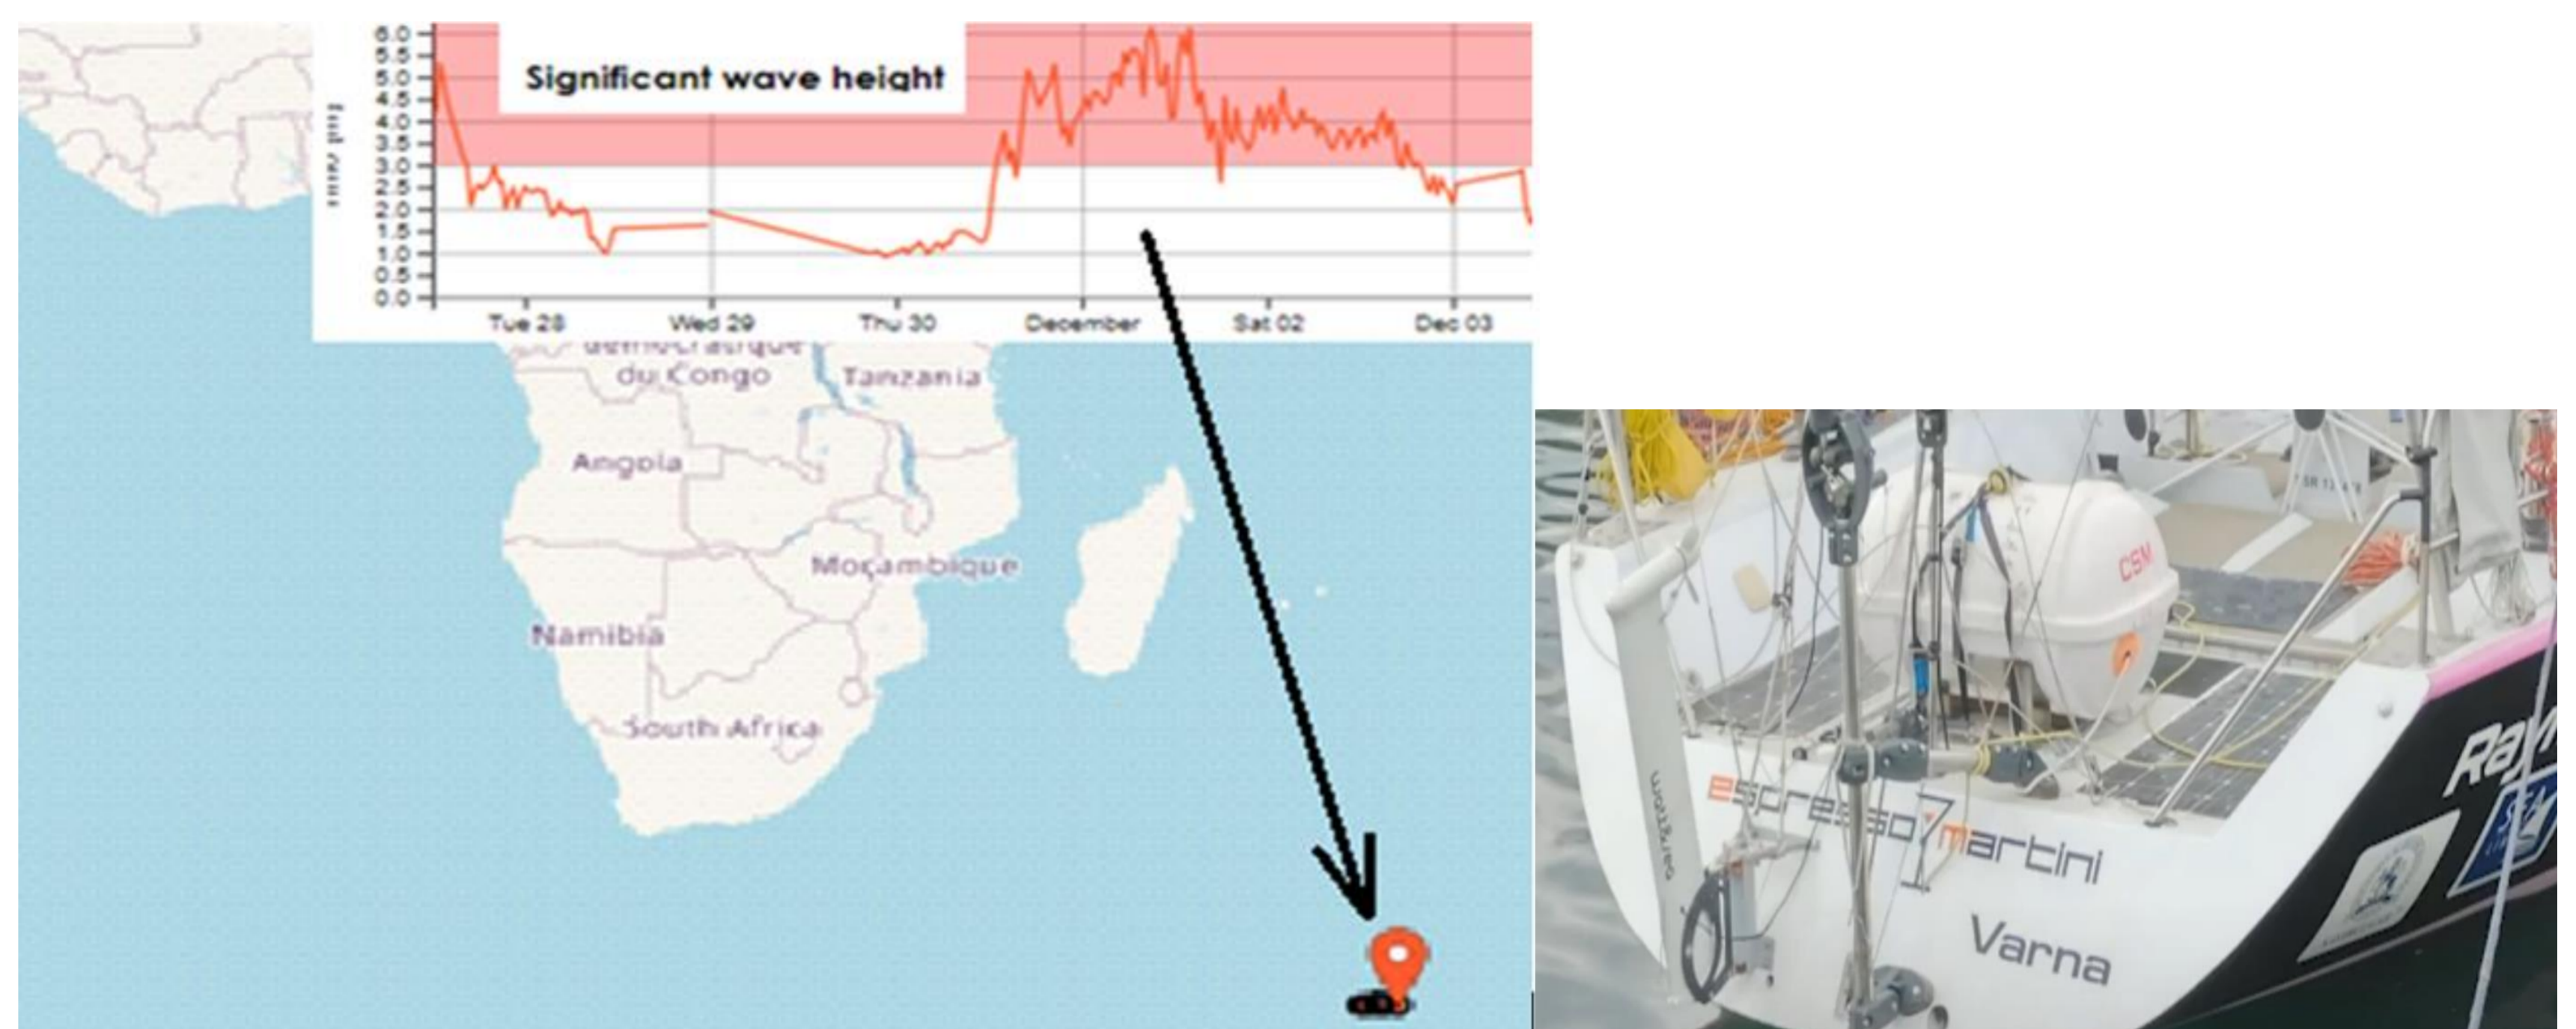 6.0
5.5
5.0
4.5
4.0
3.5
3.0
2.5
2.0
1.5
1.0
0.5
0.0
Significant wave height
Tue 28
Wed 29
Thu 30
December
Sat 02
Dec 03
démocratique
du Congo
Tanzania
Angola
Moçambique
Namibia
South Africa
CSM
espresso martini
Varna
Ray